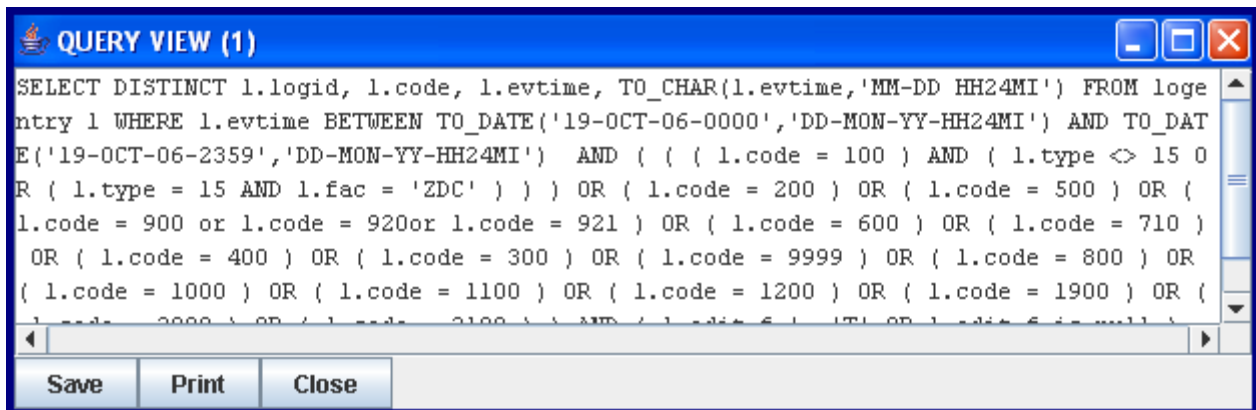 QUERY VIEW (1)
SELECT DISTINCT l.logid, l.code, l.evtime, TO_CHAR(l.evtime,'MM-DD HH24MI') FROM loge
ntry l WHERE l.evtime BETWEEN TO_DATE('19-OCT-06-0000','DD-MON-YY-HH24MI') AND TO_DAT
E('19-OCT-06-2359','DD-MON-YY-HH24MI')  AND ( ( ( l.code = 100 ) AND ( l.type <> 15 O
R ( l.type = 15 AND l.fac = 'ZDC' ) ) ) OR ( l.code = 200 ) OR ( l.code = 500 ) OR (
l.code = 900 or l.code = 920or l.code = 921 ) OR ( l.code = 600 ) OR ( l.code = 710 )
 OR ( l.code = 400 ) OR ( l.code = 300 ) OR ( l.code = 9999 ) OR ( l.code = 800 ) OR
( l.code = 1000 ) OR ( l.code = 1100 ) OR ( l.code = 1200 ) OR ( l.code = 1900 ) OR (
Save Print Close